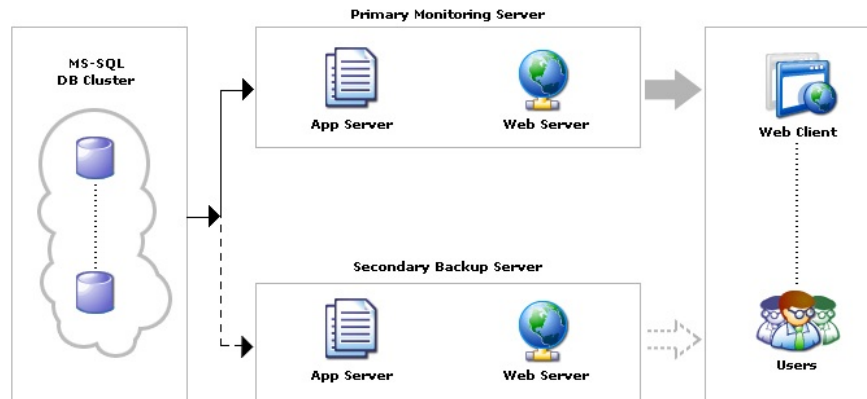 Primary Monitoring Server
MS-SQL
DB Cluster
App Server
Web Server
Web Client
Secondary Backup Server
App Server
Web Server
Users